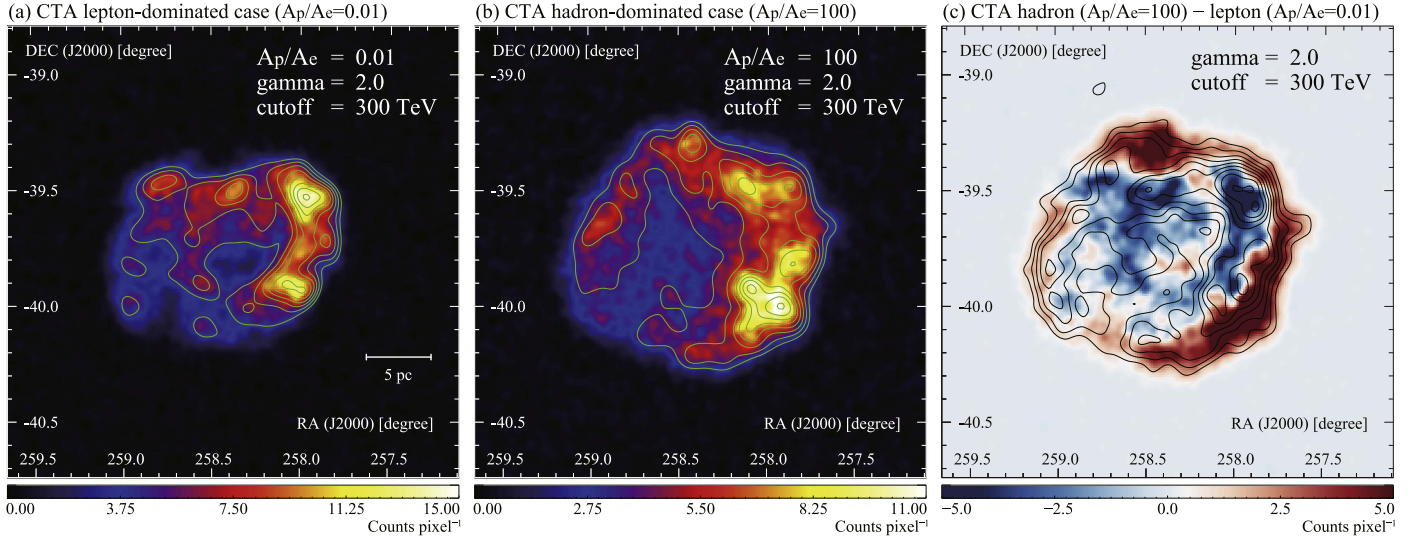 (a) CTA lepton-dominated case (Ap/Ae=0.01)
DEC (J2000) [degree]
Ap/Ae = 0.01
gamma = 2.0
cutoff = 300 TeV
-39.0
-39.5
-40.0
-40.5
5 pc
RA (J2000) [degree]
259.5 259.0 258.5 258.0 257.5
0.00 3.75 7.50 11.25 15.00
Counts pixel⁻¹
(b) CTA hadron-dominated case (Ap/Ae=100)
DEC (J2000) [degree]
Ap/Ae = 100
gamma = 2.0
cutoff = 300 TeV
-39.0
-39.5
-40.0
-40.5
RA (J2000) [degree]
259.5 259.0 258.5 258.0 257.5
0.00 2.75 5.50 8.25 11.00
Counts pixel⁻¹
(c) CTA hadron (Ap/Ae=100) − lepton (Ap/Ae=0.01)
DEC (J2000) [degree]
gamma = 2.0
cutoff = 300 TeV
-39.0
-39.5
-40.0
-40.5
RA (J2000) [degree]
259.5 259.0 258.5 258.0 257.5
−5.0 −2.5 0.0 2.5 5.0
Counts pixel⁻¹